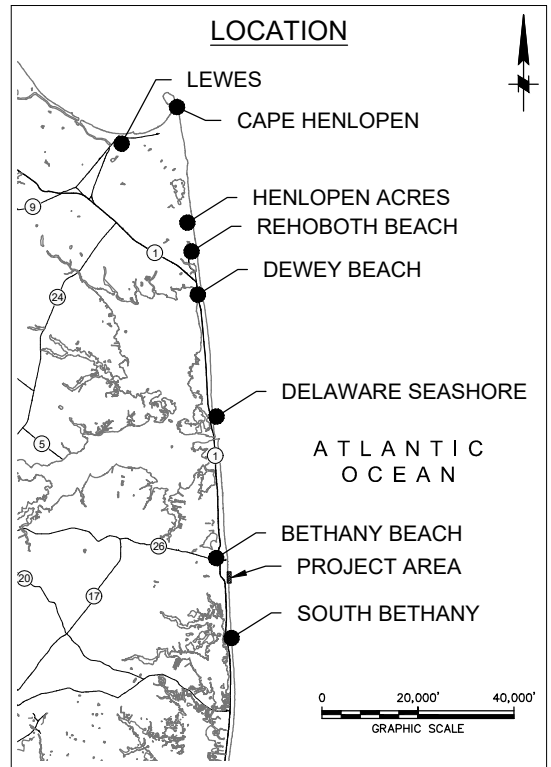 LOCATION
LEWES
CAPE HENLOPEN
HENLOPEN ACRES
9
REHOBOTH BEACH
1
DEWEY BEACH
24
DELAWARE SEASHORE
5
1
ATLANTIC
OCEAN
BETHANY BEACH
26
PROJECT AREA
20
17
SOUTH BETHANY
0 20,000' 40,000'
GRAPHIC SCALE